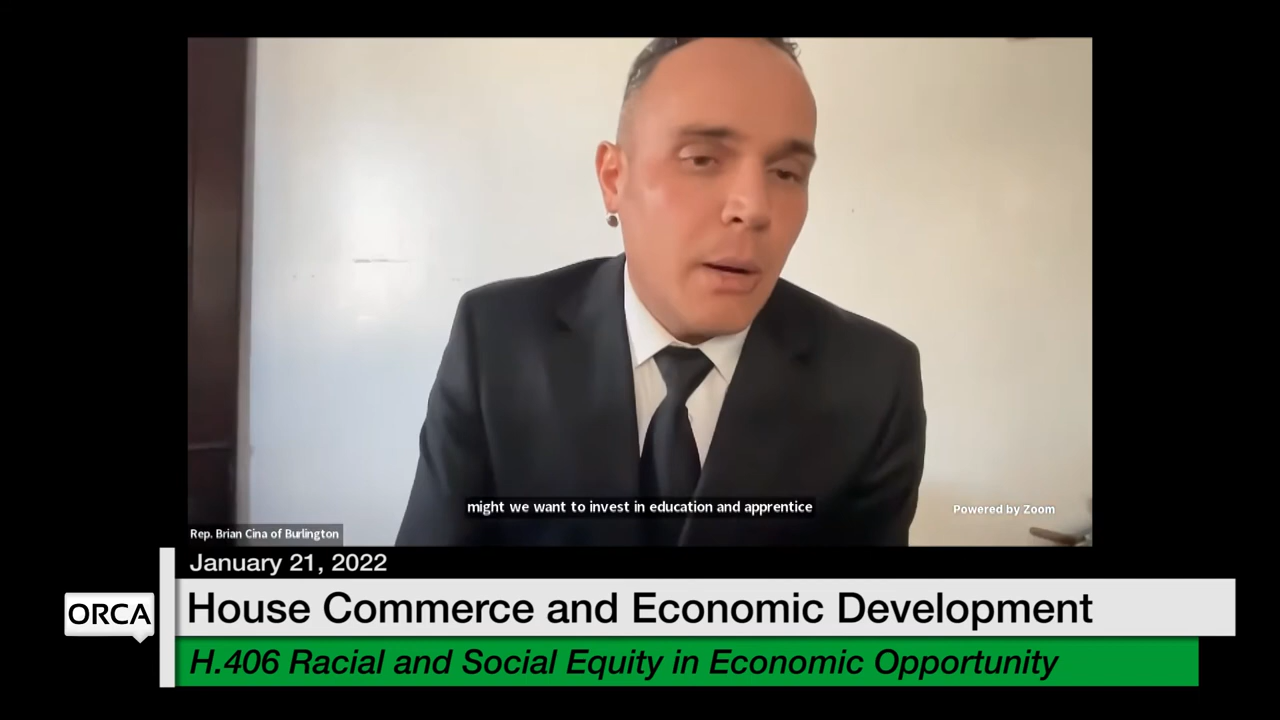 might we want to invest in education and apprentice
Powered by Zoom
Rep. Brian Cina of Burlington
January 21, 2022
ORCA
House Commerce and Economic Development
H.406 Racial and Social Equity in Economic Opportunity